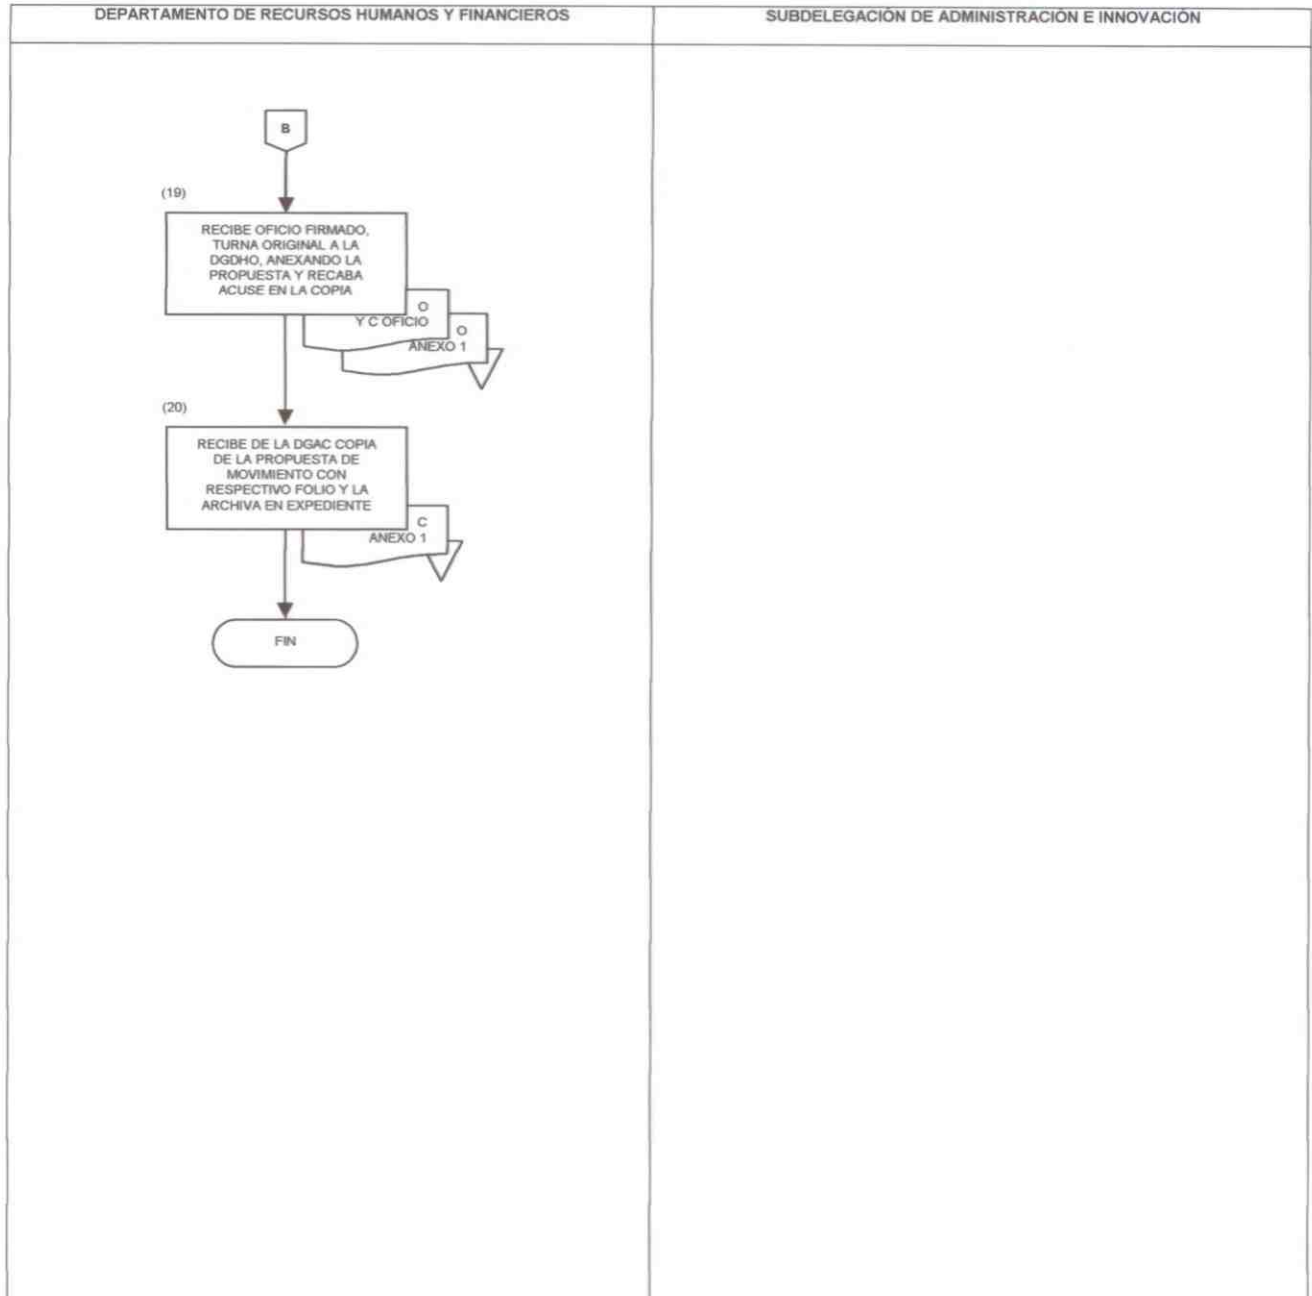 DEPARTAMENTO DE RECURSOS HUMANOS Y FINANCIEROS
SUBDELEGACIÓN DE ADMINISTRACIÓN E INNOVACIÓN
B
(19)
RECIBE OFICIO FIRMADO,
TURNA ORIGINAL A LA
DGDHO, ANEXANDO LA
PROPUESTA Y RECABA
ACUSE EN LA COPIA
O
Y C OFICIO
O
ANEXO 1
(20)
RECIBE DE LA DGAC COPIA
DE LA PROPUESTA DE
MOVIMIENTO CON
RESPECTIVO FOLIO Y LA
ARCHIVA EN EXPEDIENTE
C
ANEXO 1
FIN